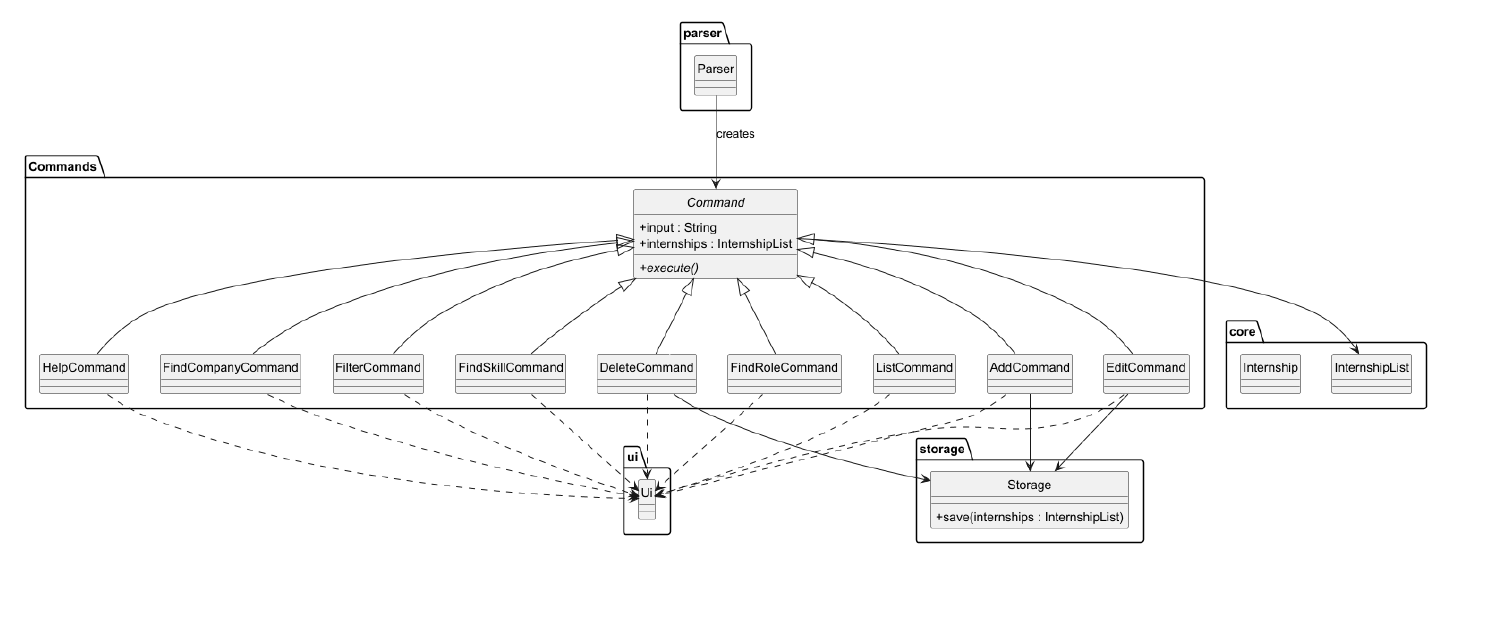 parser
Parser
creates
Commands
Command
+input : String
+internships : InternshipList
+execute()
HelpCommand
FindCompanyCommand
FilterCommand
FindSkillCommand
DeleteCommand
FindRoleCommand
ListCommand
AddCommand
EditCommand
core
Internship
InternshipList
ui
Ui
storage
Storage
+save(internships : InternshipList)